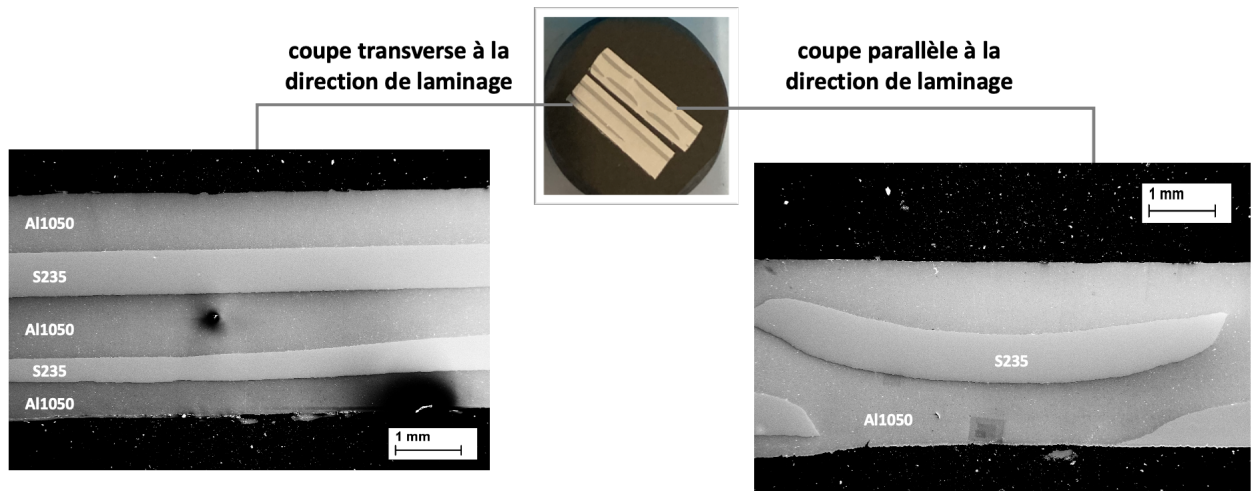 coupe transverse à la
direction de laminage
coupe parallèle à la
direction de laminage
Al1050
S235
Al1050
S235
Al1050
1 mm
1 mm
S235
Al1050